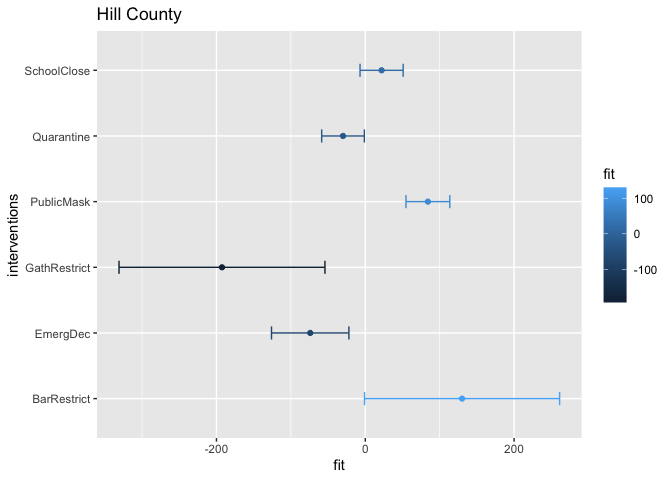 Hill County
SchoolClose
Quarantine
PublicMask
GathRestrict
EmergDec
BarRestrict
interventions
-200
0
200
fit
fit
100
0
-100